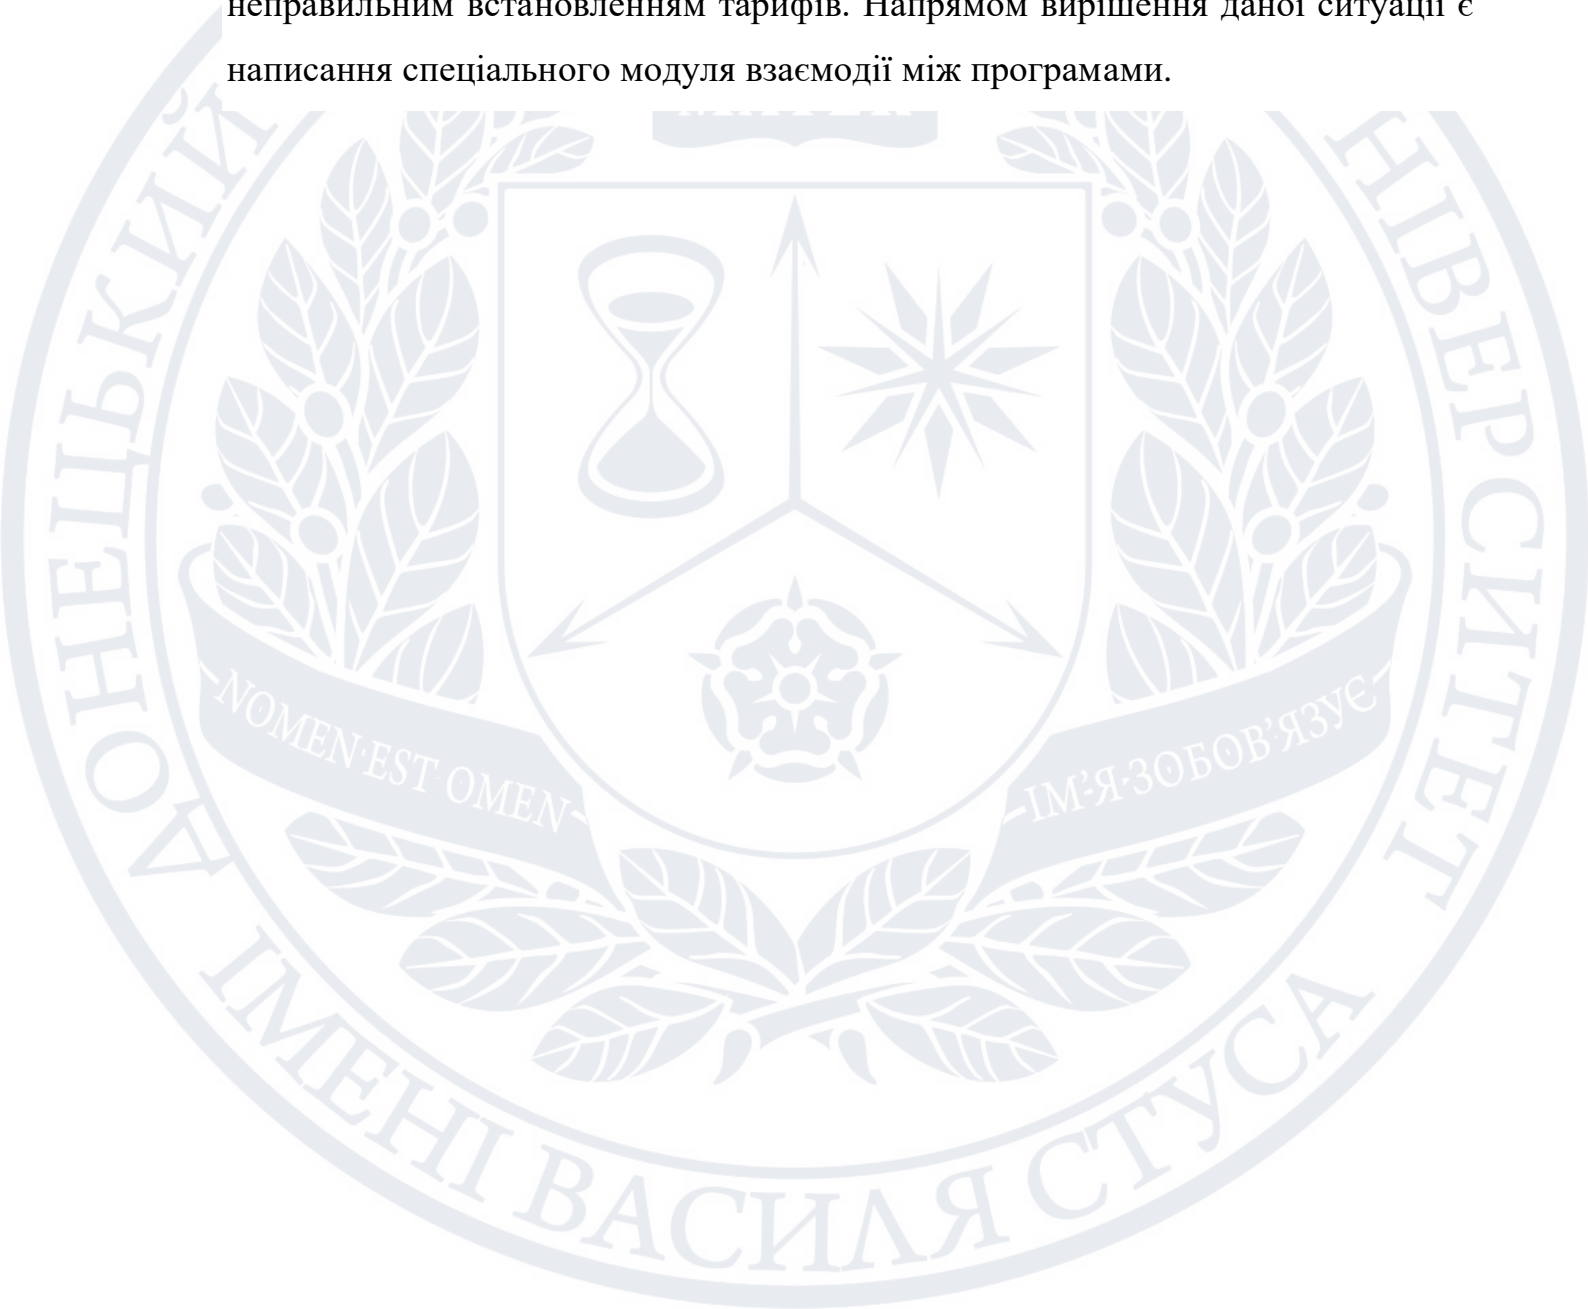 неправильним встановленням тарифів. Напрямом вирішення даної ситуації є
написання спеціального модуля взаємодії між програмами.
ДОНЕЦЬКИЙ
НІВЕРСИТЕТ
NOMEN·EST·OMEN
ІМ'Я·ЗОБОВ'ЯЗУЄ
ІМЕНІ ВАСИЛЯ СТУСА